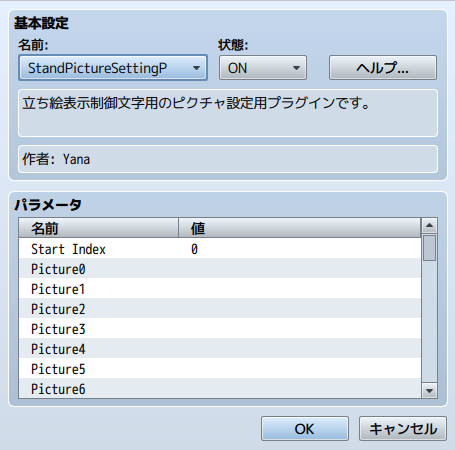 基本設定
名前: 状態:
StandPictureSettingP ON ヘルプ...
立ち絵表示制御文字用のピクチャ設定用プラグインです。
作者: Yana
パラメータ
名前 値
Start Index 0
Picture0
Picture1
Picture2
Picture3
Picture4
Picture5
Picture6
OK キャンセル